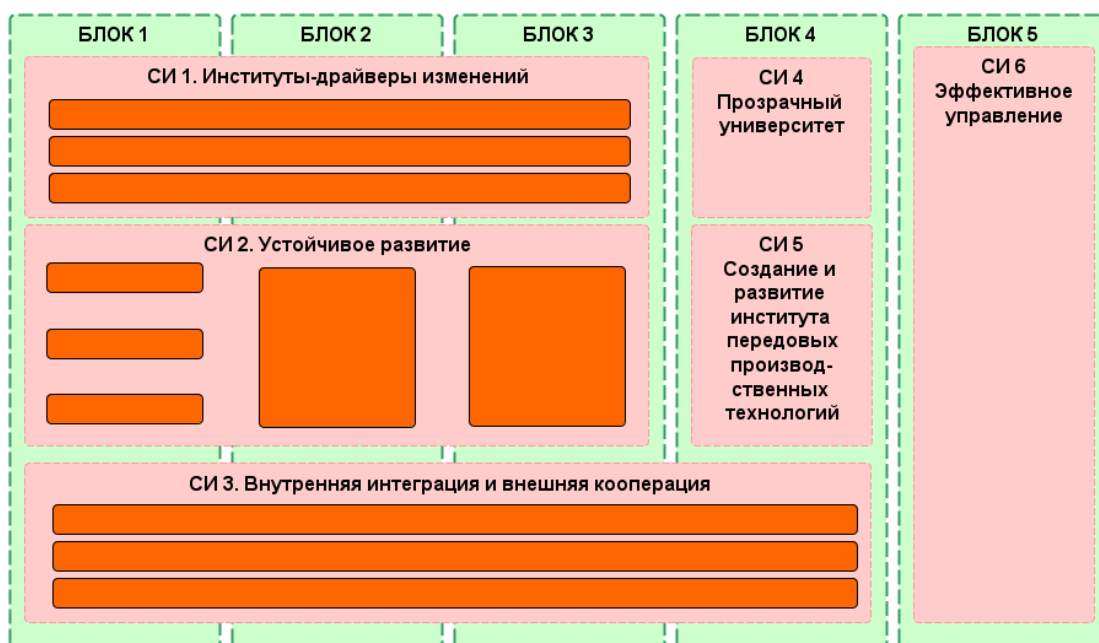 БЛОК 1
БЛОК 2
БЛОК 3
БЛОК 4
БЛОК 5
СИ 1. Институты-драйверы изменений
СИ 4
Прозрачный
университет
СИ 6
Эффективное
управление
СИ 2. Устойчивое развитие
СИ 5
Создание и
развитие
института
передовых
производ-
ственных
технологий
СИ 3. Внутренняя интеграция и внешняя кооперация